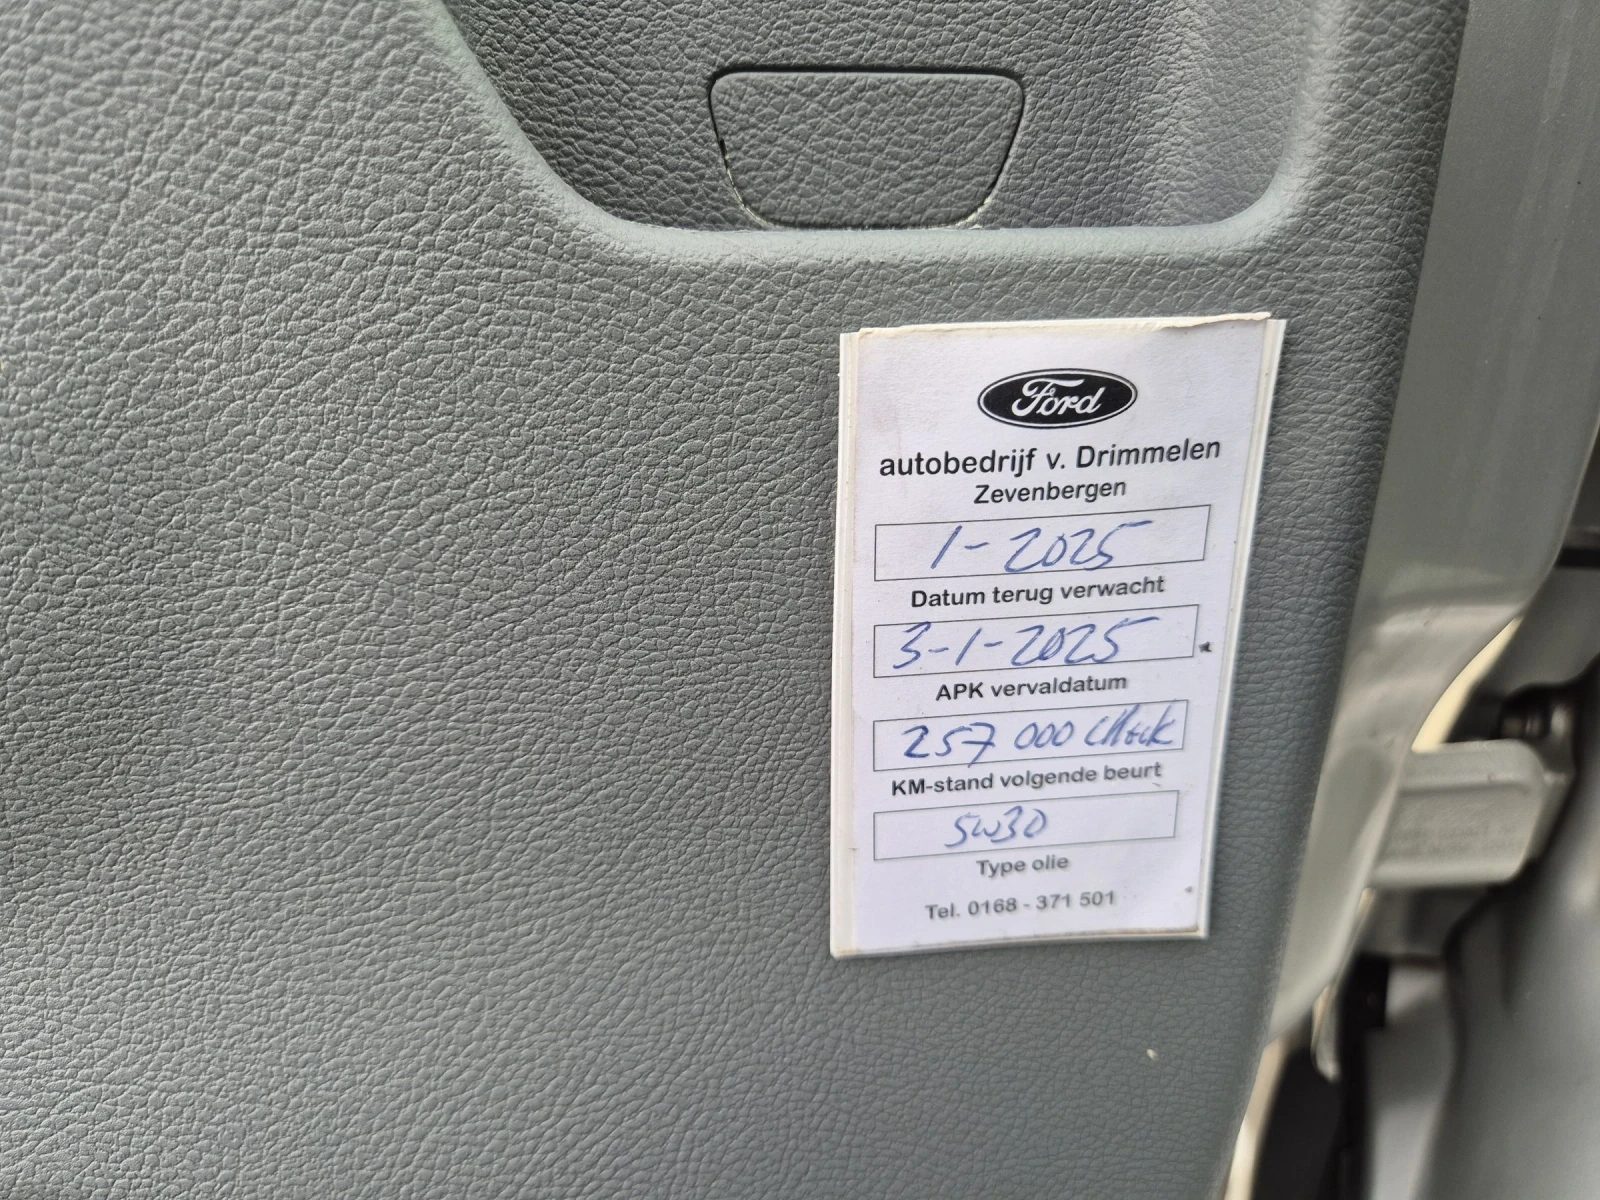 Ford
autobedrijf v. Drimmelen
Zevenbergen
1-2025
Datum terug verwacht
3-1-2025
APK vervaldatum
257 000 check
KM-stand volgende beurt
5w30
Type olie
Tel. 0168 - 371 501